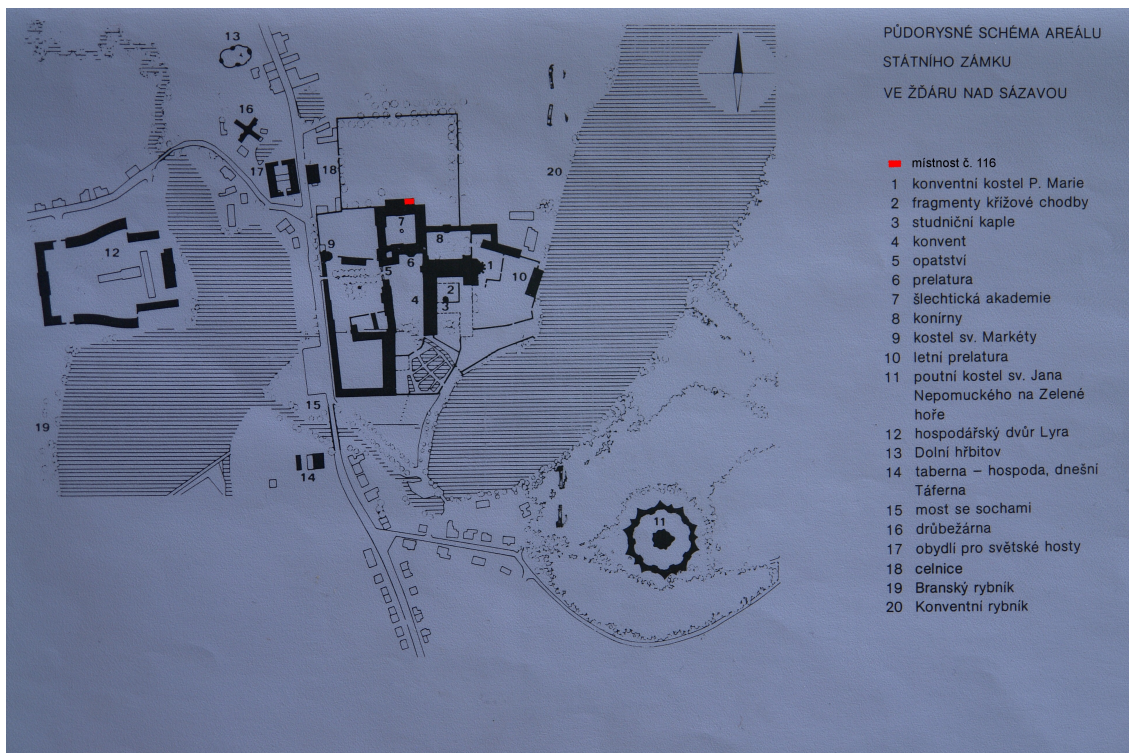 PŮDORYSNÉ SCHÉMA AREÁLU
STÁTNÍHO ZÁMKU
VE ŽĎÁRU NAD SÁZAVOU
místnost č. 116
1 konventní kostel P. Marie
2 fragmenty křížové chodby
3 studniční kaple
4 konvent
5 opatství
6 prelatura
7 šlechtická akademie
8 konírny
9 kostel sv. Markéty
10 letní prelatura
11 poutní kostel sv. Jana
Nepomuckého na Zelené
hoře
12 hospodářský dvůr Lyra
13 Dolní hřbitov
14 taberna – hospoda, dnešní
Táferna
15 most se sochami
16 drůbežárna
17 obydlí pro světské hosty
18 celnice
19 Branský rybník
20 Konventní rybník
13
16
17
18
20
7
9
8
12
6
5
1
10
2
4
3
15
19
14
11